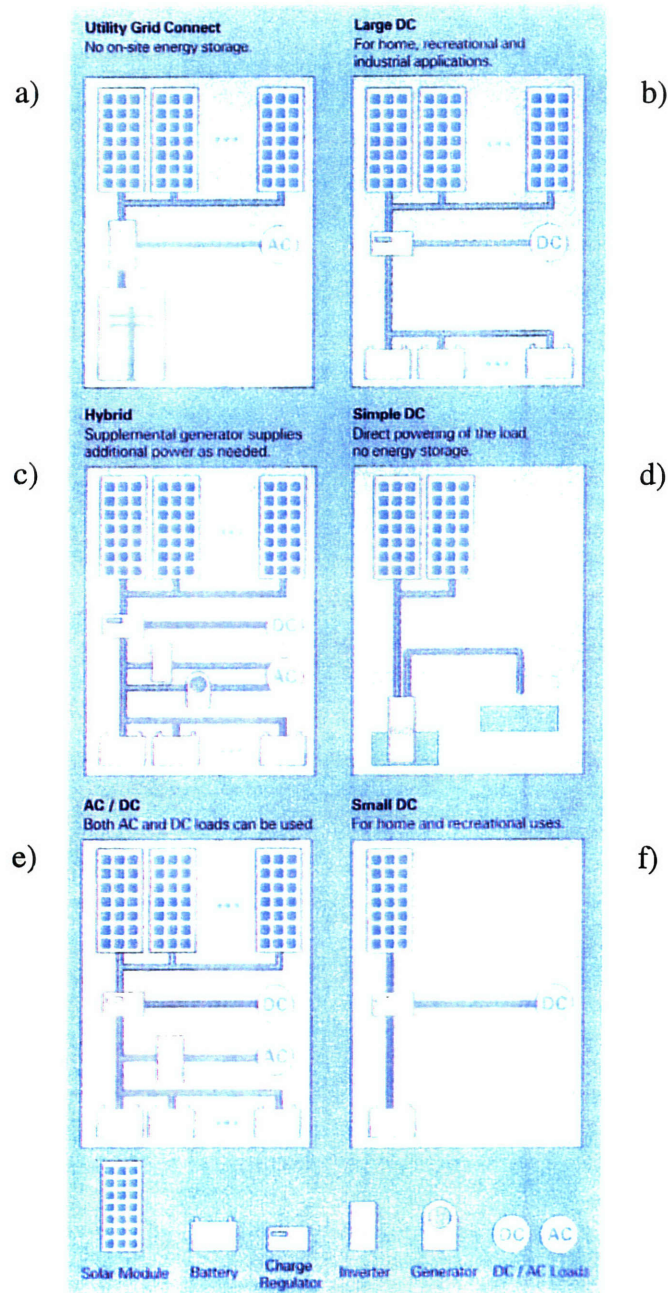 Utility Grid Connect
No on-site energy storage.
Large DC
For home, recreational and
industrial applications.
a)
b)
AC
DC
Hybrid
Supplemental generator supplies
additional power as needed.
Simple DC
Direct powering of the load,
no energy storage.
c)
d)
DC
AC
AC / DC
Both AC and DC loads can be used
Small DC
For home and recreational uses.
e)
f)
DC
DC
AC
DC
AC
Solar Module
Battery
Charge
Regulator
Inverter
Generator
DC / AC Loads